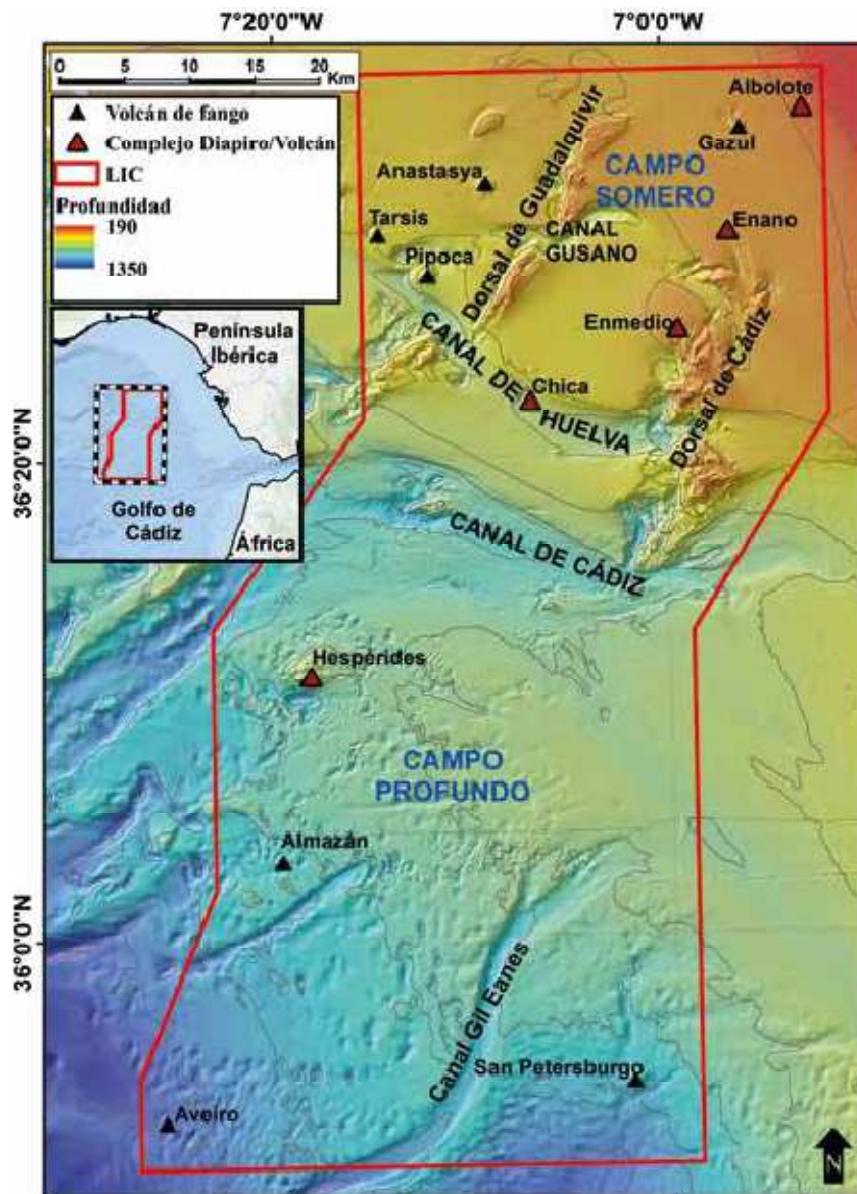 7°20'0"W
7°0'0"W
0 5 10 15 20
Km
Volcán de fango
Complejo Diapiro/Volcán
LIC
Profundidad
190
1350
Península
Ibérica
Golfo de
Cádiz
África
36°20'0"N
36°0'0"N
Albolote
Gazul
Anastasya
Dorsal de Guadalquivir
CAMPO
SOMERO
Tarsis
Enano
CANAL
GUSANO
Pipoca
Enmedio
CANAL DE
HUELVA
Chica
Dorsal de Cádiz
CANAL DE CÁDIZ
Hespérides
CAMPO
PROFUNDO
Almazán
Canal Gil Eanes
San Petersburgo
Aveiro
N